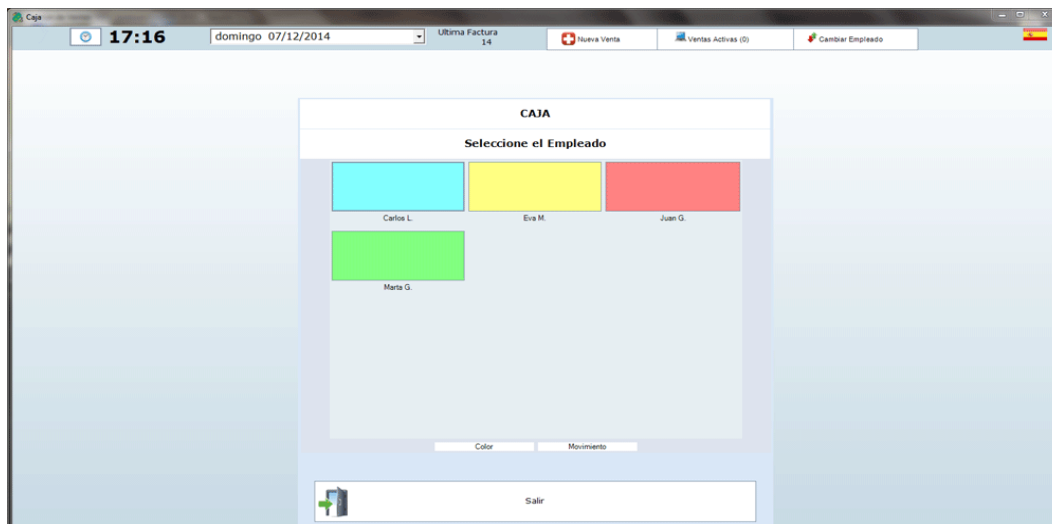 Caja
17:16
domingo 07/12/2014
Ultima Factura
14
Nueva Venta
Ventas Activas (0)
Cambiar Empleado
CAJA
Seleccione el Empleado
Carlos L.
Eva M.
Juan G.
Marta G.
Color
Movimiento
Salir